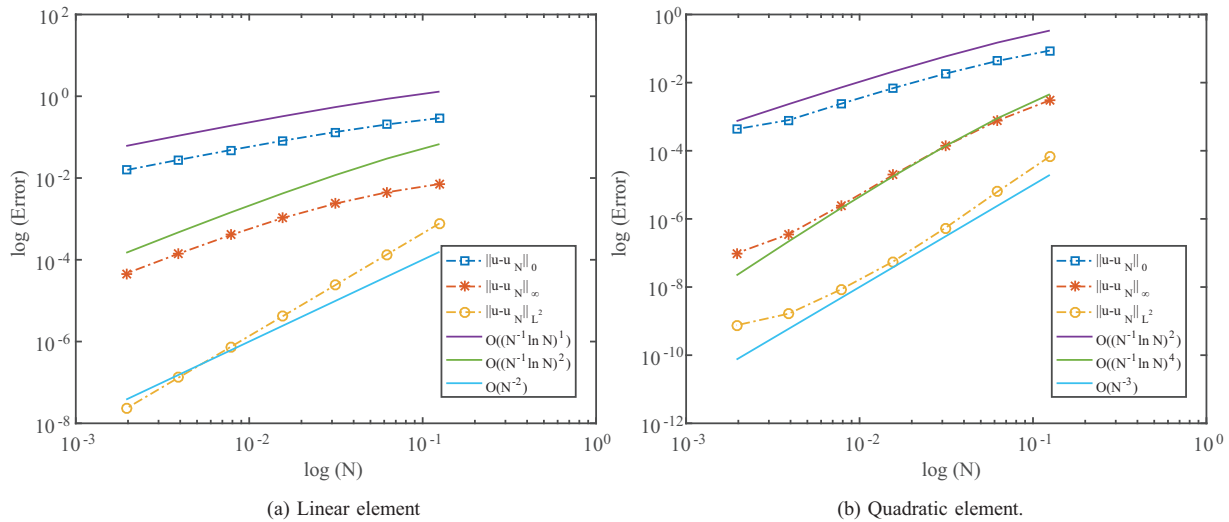 10^2
10^0
10^-2
10^-4
10^-6
10^-8
log (Error)
||u-u_N||_0
||u-u_N||_∞
||u-u_N||_L^2
O((N^-1 ln N)^1)
O((N^-1 ln N)^2)
O(N^-2)
10^-3
10^-2
10^-1
10^0
log (N)
(a) Linear element
10^0
10^-2
10^-4
10^-6
10^-8
10^-10
10^-12
log (Error)
||u-u_N||_0
||u-u_N||_∞
||u-u_N||_L^2
O((N^-1 ln N)^2)
O((N^-1 ln N)^4)
O(N^-3)
10^-3
10^-2
10^-1
10^0
log (N)
(b) Quadratic element.